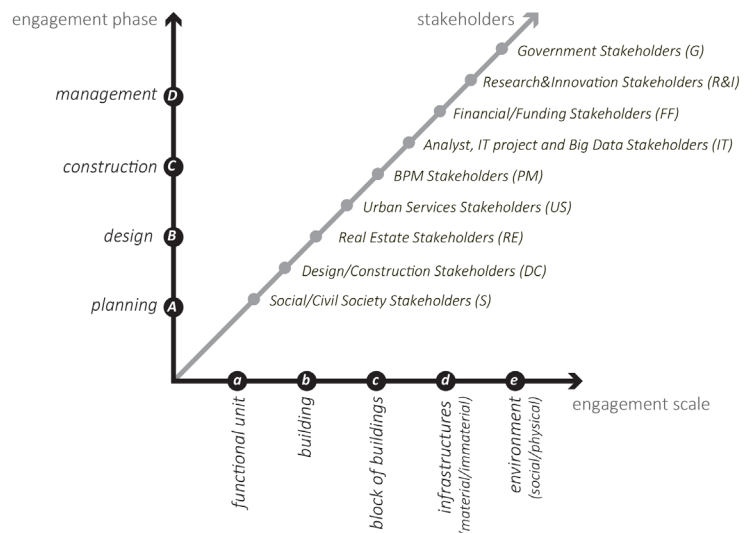 engagement phase
stakeholders
Government Stakeholders (G)
Research&Innovation Stakeholders (R&I)
management
D
Financial/Funding Stakeholders (FF)
Analyst, IT project and Big Data Stakeholders (IT)
construction
C
BPM Stakeholders (PM)
Urban Services Stakeholders (US)
design
B
Real Estate Stakeholders (RE)
Design/Construction Stakeholders (DC)
planning
A
Social/Civil Society Stakeholders (S)
a
b
c
d
e
engagement scale
functional unit
building
block of buildings
infrastructures
(material/immaterial)
environment
(social/physical)